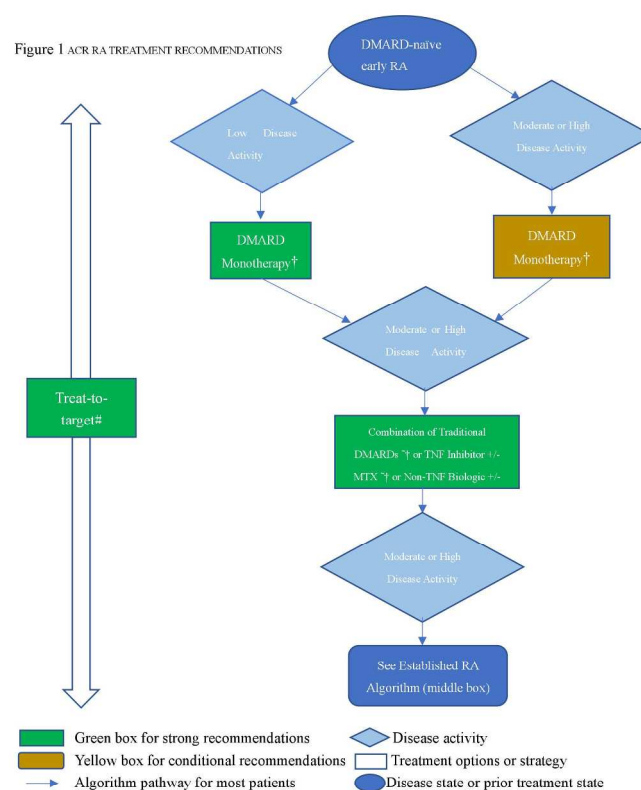 Figure 1 ACR RA TREATMENT RECOMMENDATIONS
DMARD-naïve
early RA
Low Disease
Activity
Moderate or High
Disease Activity
DMARD
Monotherapy†
DMARD
Monotherapy†
Moderate or High
Disease Activity
Treat-to-
target#
Combination of Traditional
DMARDs ˜† or TNF Inhibitor +/-
MTX ˜† or Non-TNF Biologic +/-
Moderate or High
Disease Activity
See Established RA
Algorithm (middle box)
Green box for strong recommendations
Disease activity
Yellow box for conditional recommendations
Treatment options or strategy
Algorithm pathway for most patients
Disease state or prior treatment state